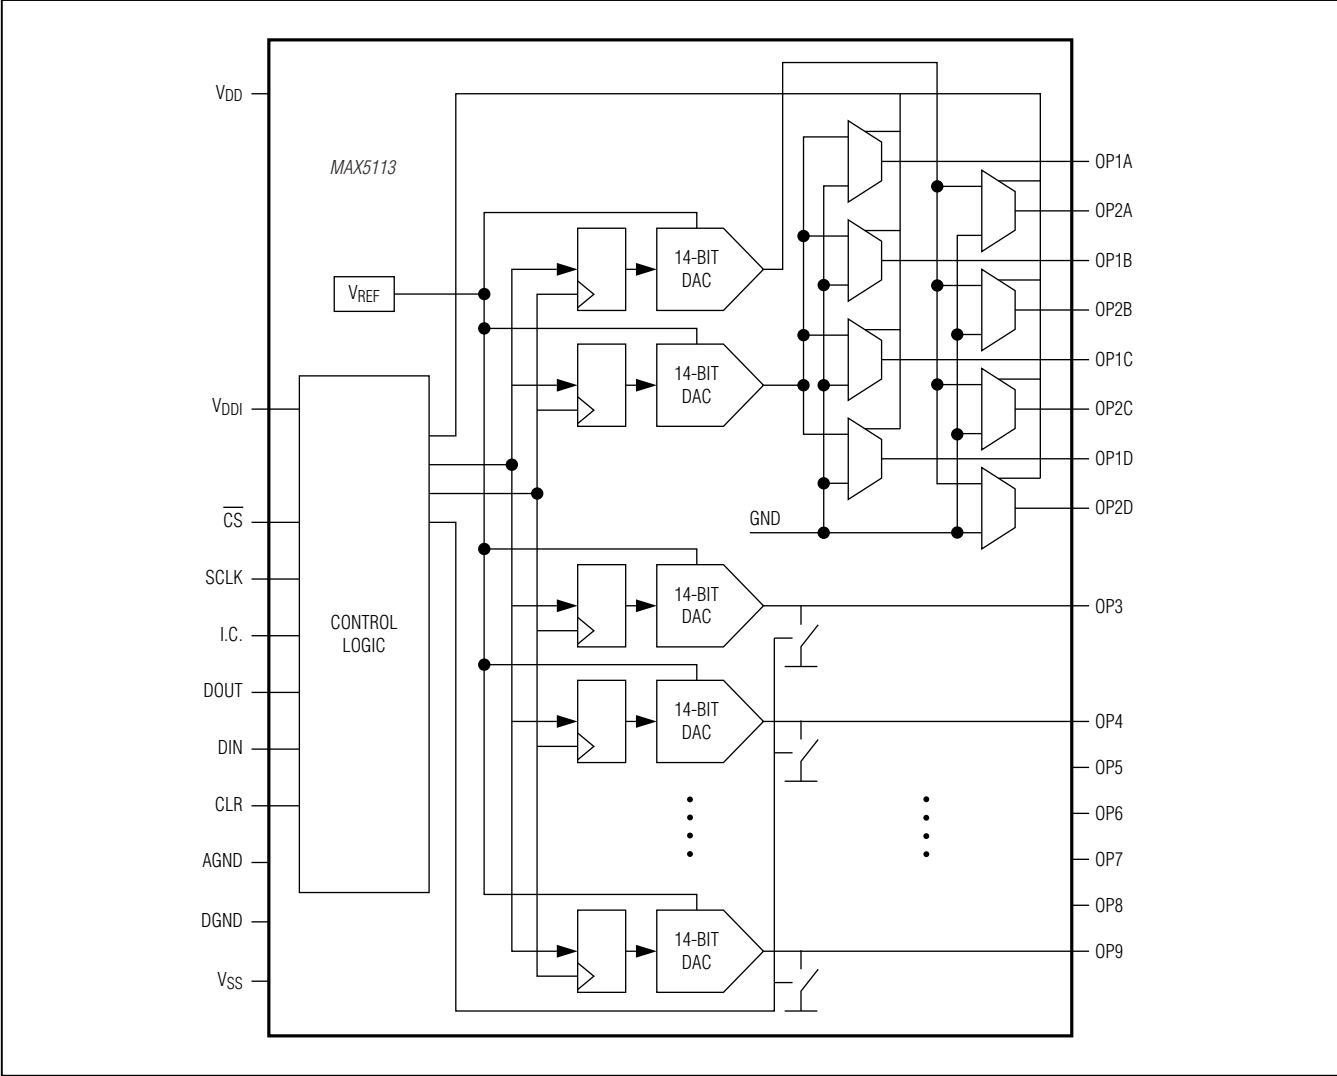 VDD
MAX5113
VREF
VDDI
CS
SCLK
I.C.
DOUT
DIN
CLR
AGND
DGND
VSS
CONTROL
LOGIC
14-BIT
DAC
14-BIT
DAC
14-BIT
DAC
14-BIT
DAC
14-BIT
DAC
GND
OP1A
OP2A
OP1B
OP2B
OP1C
OP2C
OP1D
OP2D
OP3
OP4
OP5
OP6
OP7
OP8
OP9